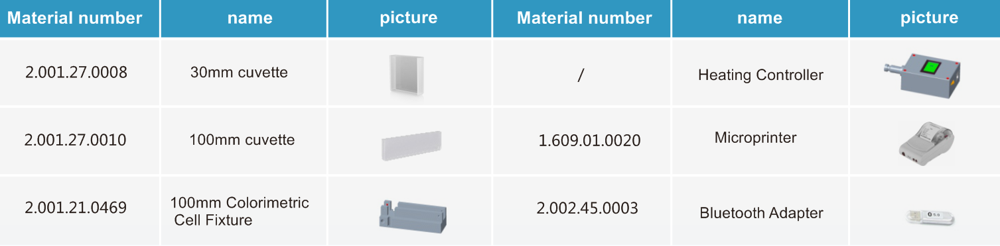 Material number name picture Material number name picture
2.001.27.0008 30mm cuvette / Heating Controller
2.001.27.0010 100mm cuvette 1.609.01.0020 Microprinter
2.001.21.0469 100mm Colorimetric
Cell Fixture 2.002.45.0003 Bluetooth Adapter
5.0